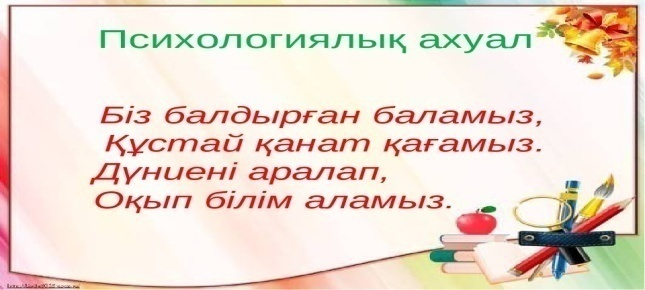 Психологиялық ахуал
Біз балдырған баламыз,
Құстай қанат қағамыз.
Дүниені аралап,
Оқып білім аламыз.